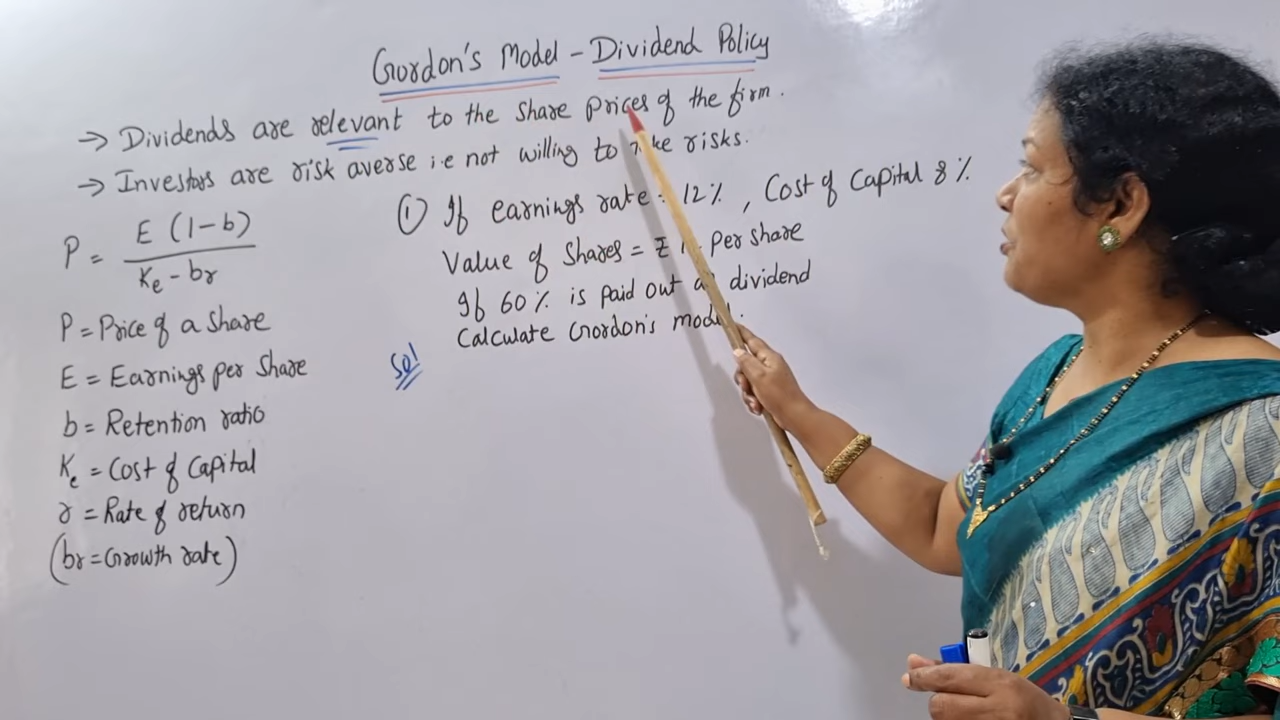 Gordon's Model - Dividend Policy
→ Dividends are relevant to the share prices of the firm.
→ Investors are risk averse i.e not willing to risks.
P = E (1-b) / Ke - br
P = Price of a share
E = Earnings per share
b = Retention ratio
Ke = Cost of Capital
r = Rate of return
(br = Growth rate)
① If earnings rate = 12%, Cost of Capital 8%
Value of shares = ₹ per share
If 60% is paid out dividend
Calculate Gordon's model.
Sol